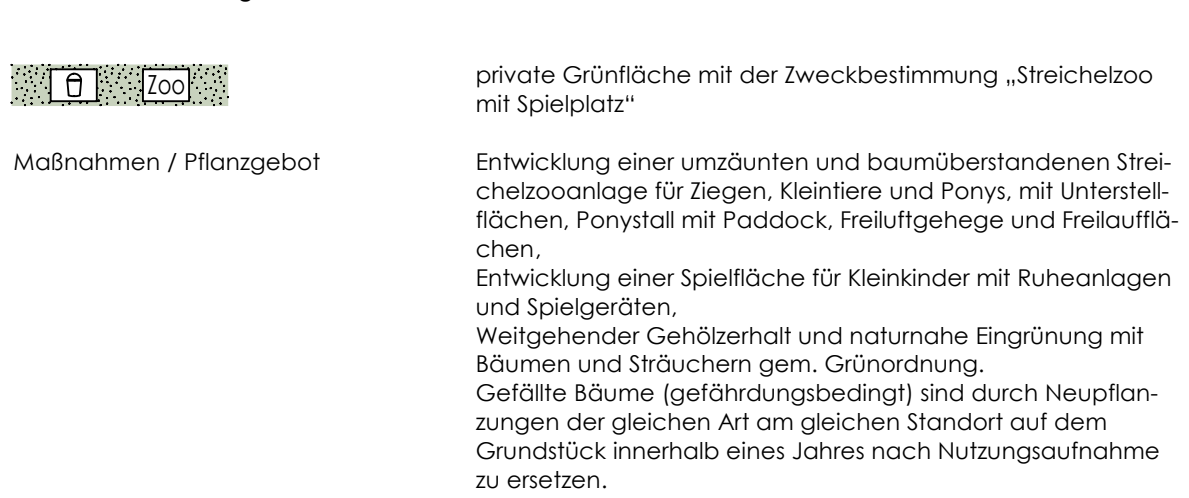 Zoo
private Grünfläche mit der Zweckbestimmung „Streichelzoo
mit Spielplatz“
Maßnahmen / Pflanzgebot
Entwicklung einer umzäunten und baumüberstandenen Strei-
chelzooanlage für Ziegen, Kleintiere und Ponys, mit Unterstell-
flächen, Ponystall mit Paddock, Freiluftgehege und Freilaufflä-
chen,
Entwicklung einer Spielfläche für Kleinkinder mit Ruheanlagen
und Spielgeräten,
Weitgehender Gehölzerhalt und naturnahe Eingrünung mit
Bäumen und Sträuchern gem. Grünordnung.
Gefällte Bäume (gefährdungsbedingt) sind durch Neupflan-
zungen der gleichen Art am gleichen Standort auf dem
Grundstück innerhalb eines Jahres nach Nutzungsaufnahme
zu ersetzen.